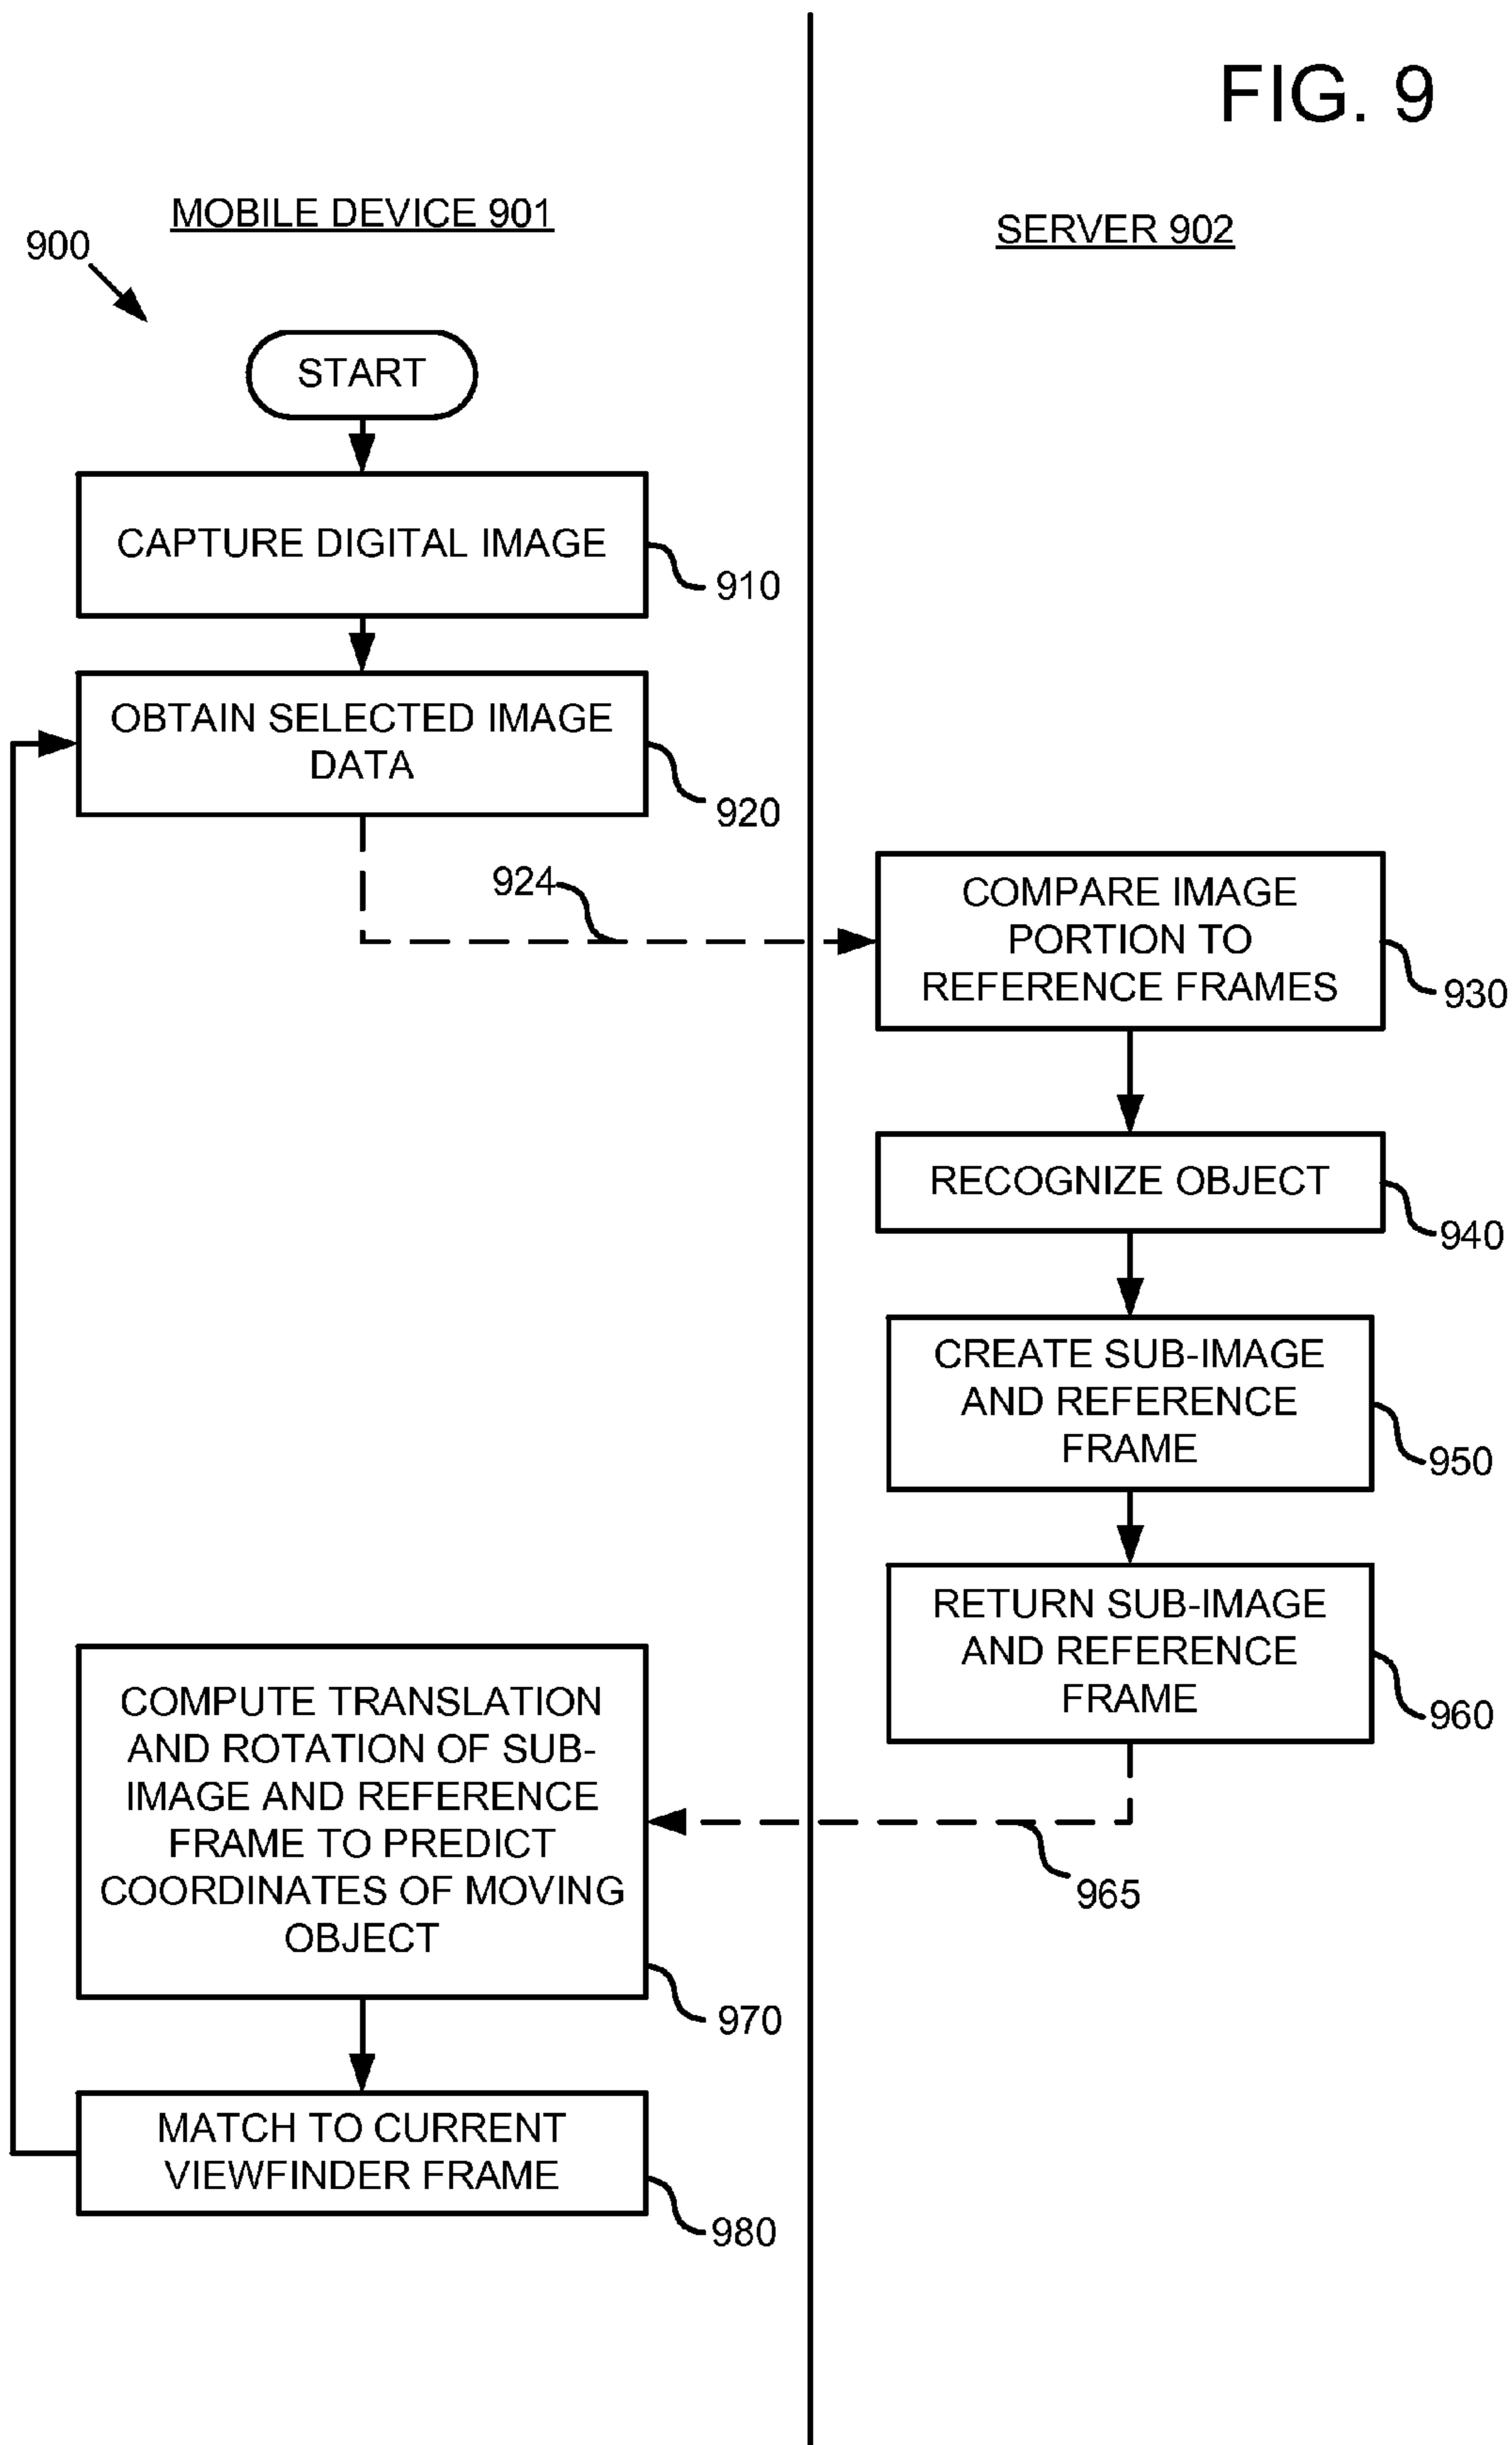 FIG. 9
MOBILE DEVICE 901
SERVER 902
900
START
CAPTURE DIGITAL IMAGE
910
OBTAIN SELECTED IMAGE
DATA
920
924
COMPARE IMAGE
PORTION TO
REFERENCE FRAMES
930
RECOGNIZE OBJECT
940
CREATE SUB-IMAGE
AND REFERENCE
FRAME
950
RETURN SUB-IMAGE
AND REFERENCE
FRAME
960
965
COMPUTE TRANSLATION
AND ROTATION OF SUB-
IMAGE AND REFERENCE
FRAME TO PREDICT
COORDINATES OF MOVING
OBJECT
970
MATCH TO CURRENT
VIEWFINDER FRAME
980